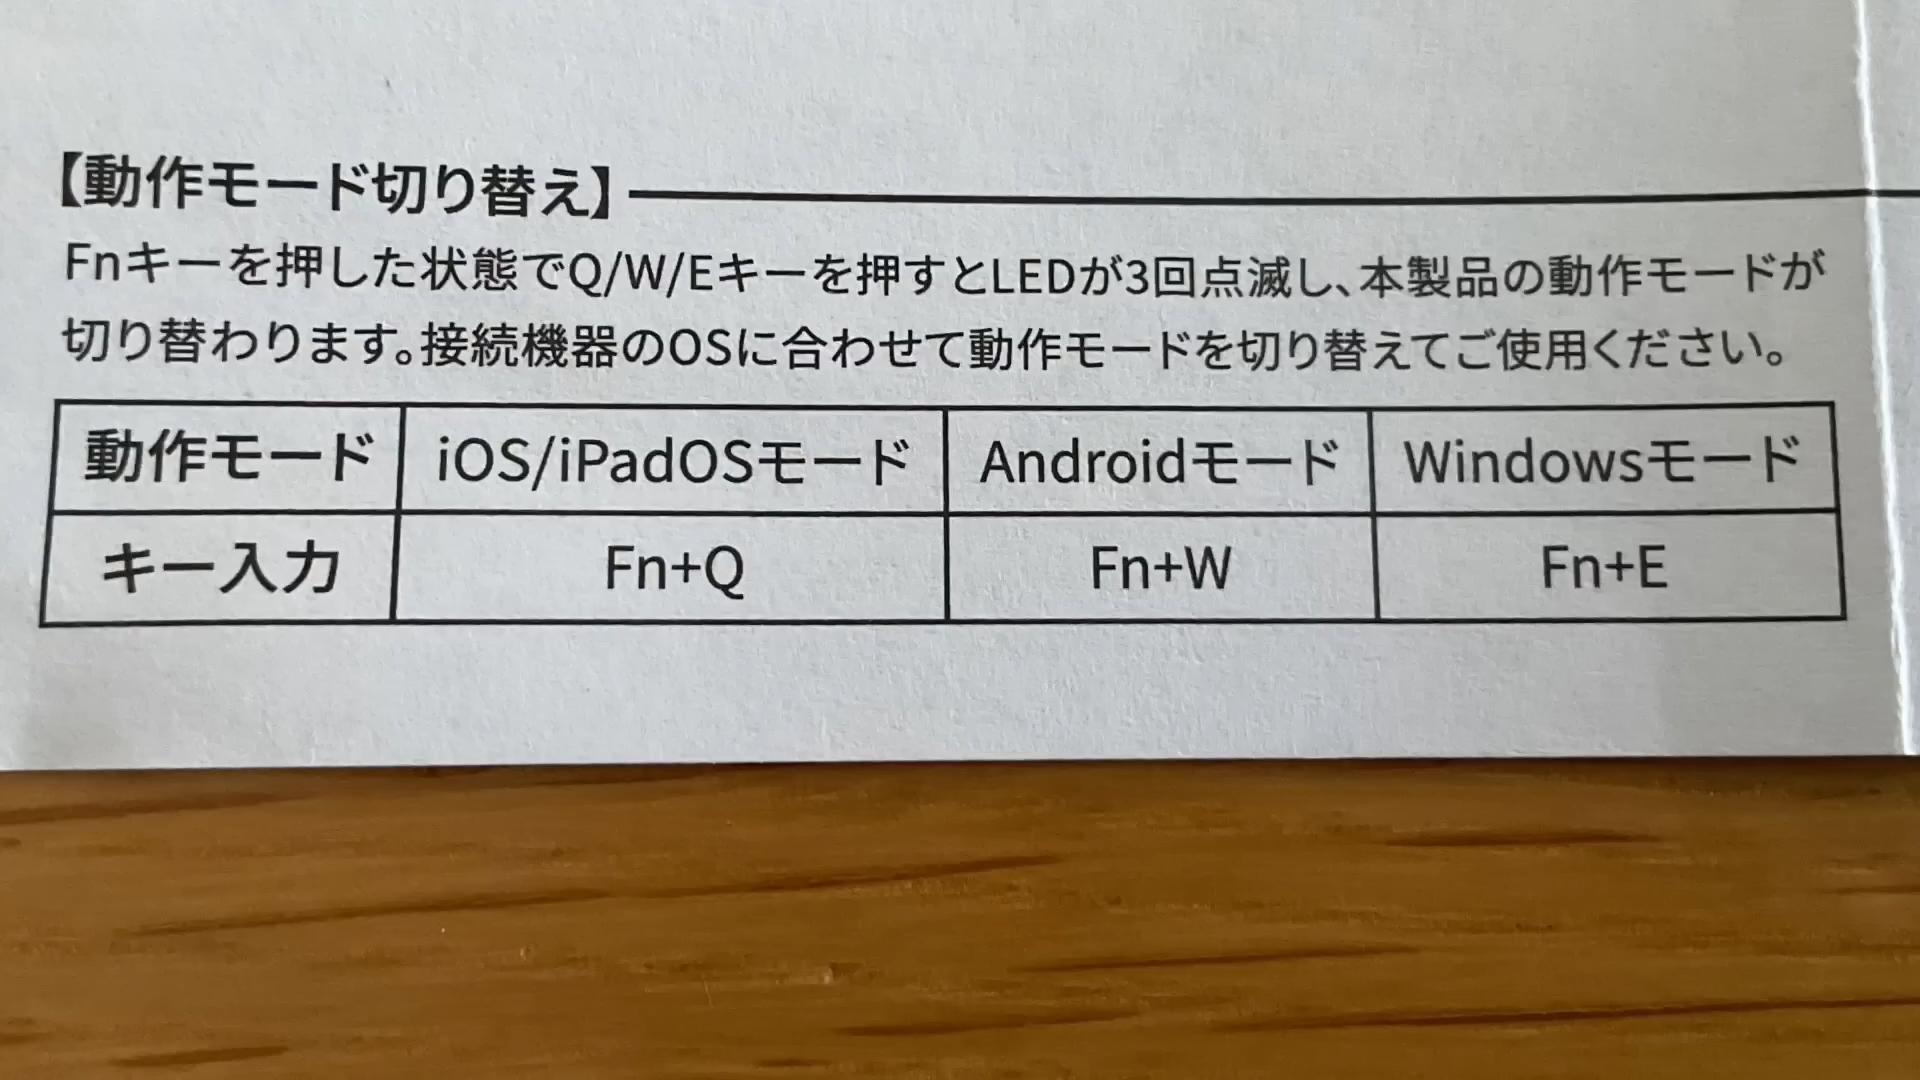 【動作モード切り替え】
Fnキーを押した状態でQ/W/Eキーを押すとLEDが3回点滅し、本製品の動作モードが
切り替わります。接続機器のOSに合わせて動作モードを切り替えてご使用ください。
動作モード iOS/iPadOSモード Androidモード Windowsモード
キー入力 Fn+Q Fn+W Fn+E